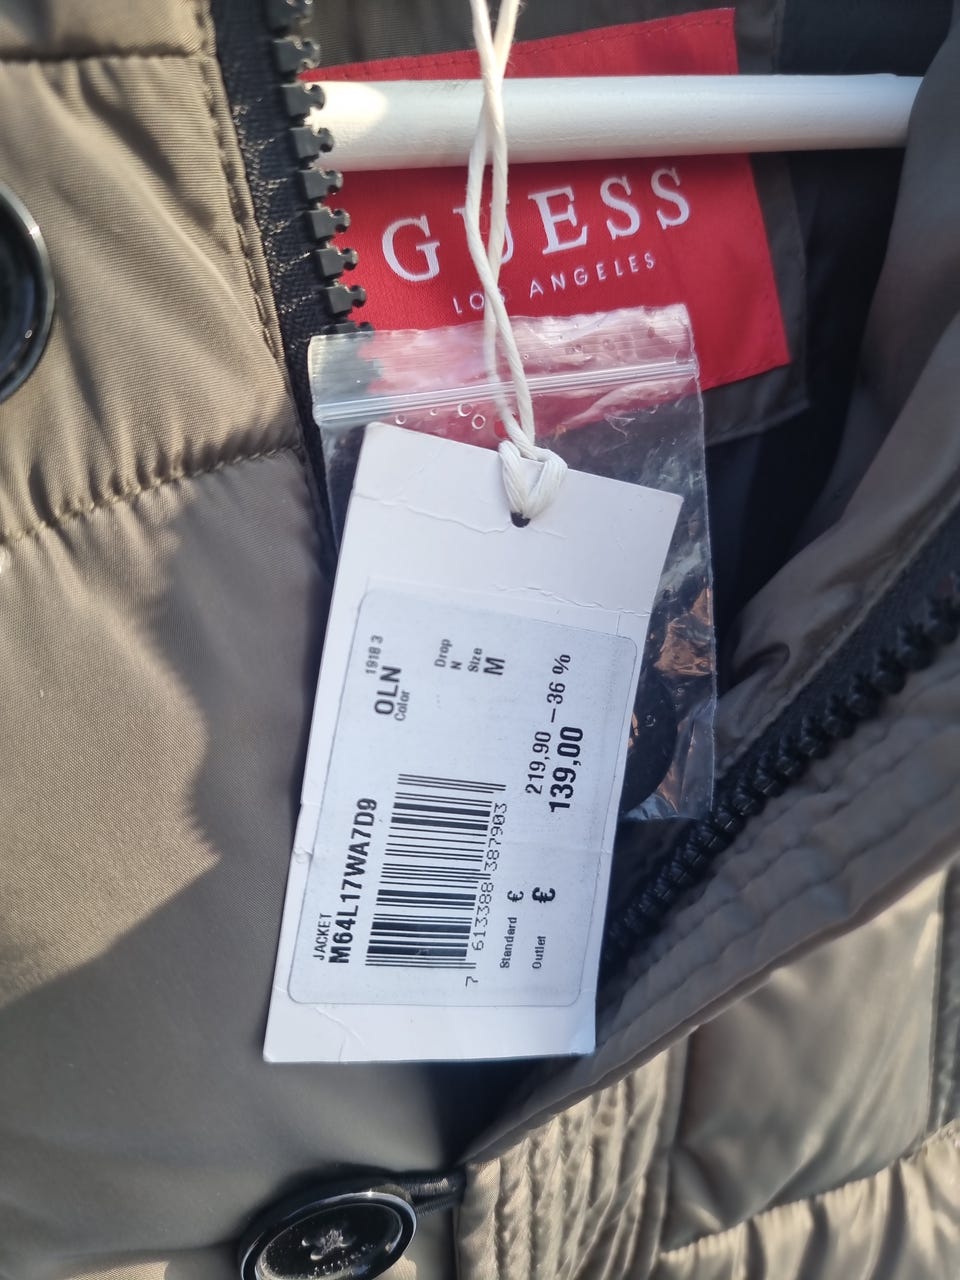 GUESS
LOS ANGELES
1918 3
OLN
Color
Drop
N
Size
M
JACKET
M64L17WA7D9
7 613388 387903
Standard € 219,90 -36 %
Outlet € 139,00